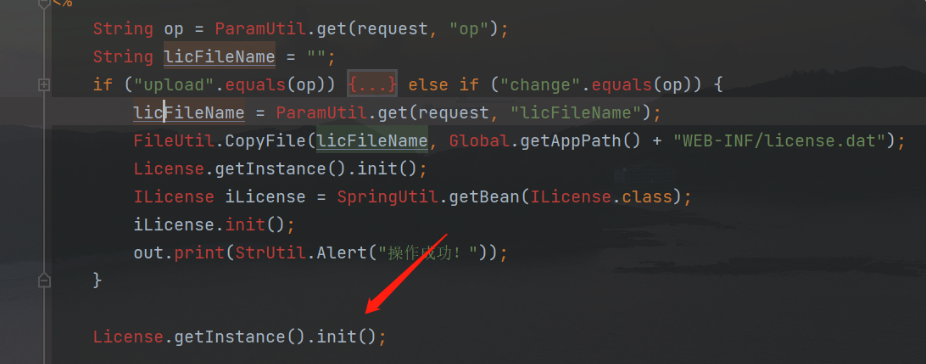 <%
String op = ParamUtil.get(request, "op");
String licFileName = "";
if ("upload".equals(op)) {...} else if ("change".equals(op)) {
licFileName = ParamUtil.get(request, "licFileName");
FileUtil.CopyFile(licFileName, Global.getAppPath() + "WEB-INF/license.dat");
License.getInstance().init();
ILicense iLicense = SpringUtil.getBean(ILicense.class);
iLicense.init();
out.print(StrUtil.Alert("操作成功！"));
}
License.getInstance().init();